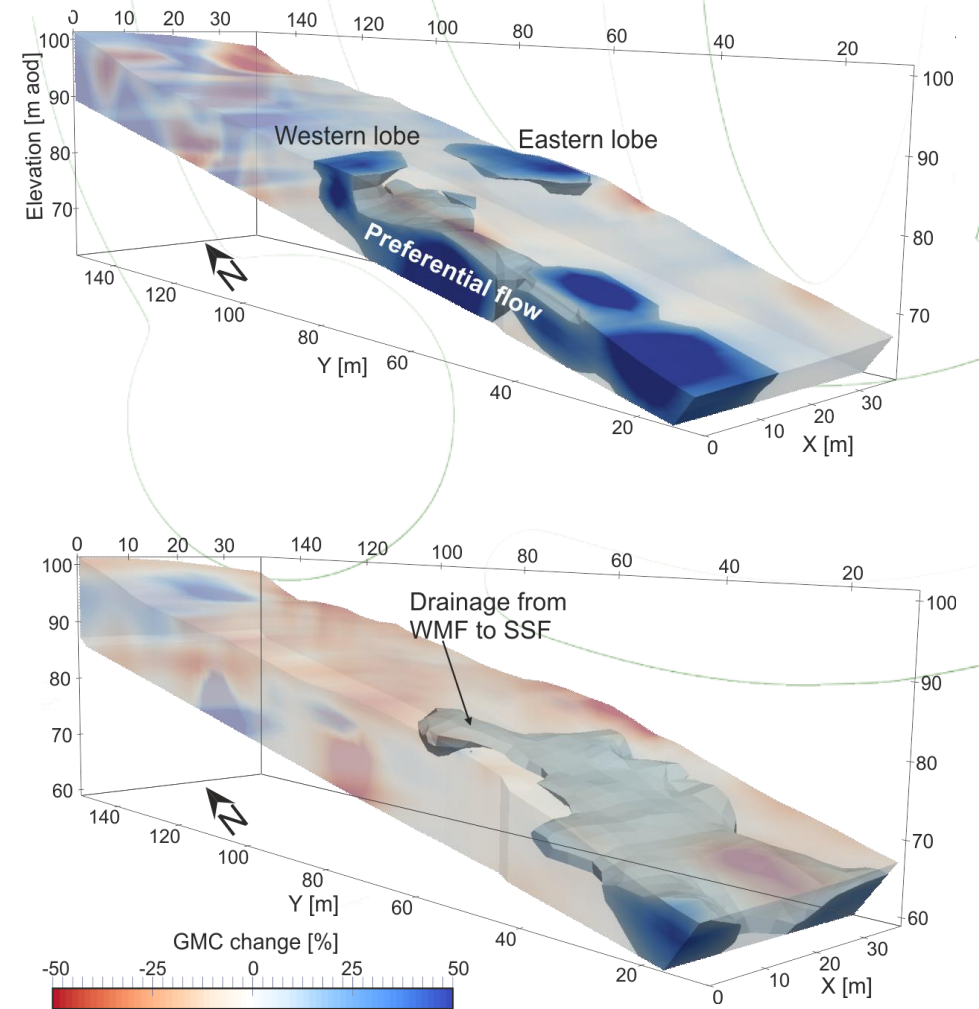 0 10 20 30 140 120 100 80 60 40 20
100 100
Elevation [m aod]
90
Western lobe Eastern lobe
80 90
70 80
Preferential flow
N
70
140 120 100 80 60 40 20 0
Y [m]
10 20 30
X [m]
0 10 20 30 140 120 100 80 60 40 20
100 100
Drainage from
WMF to SSF
90 90
80 80
70 70
60 60
N
140 120 100 80 60 40 20 0
Y [m]
10 20 30
X [m]
GMC change [%]
-50 -25 0 25 50